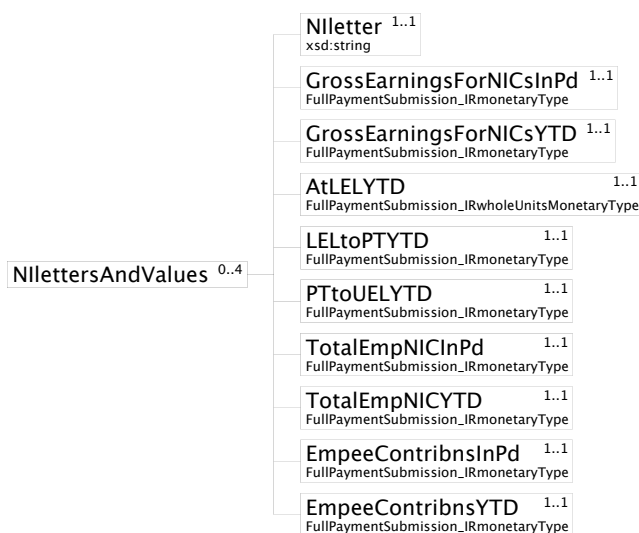 NIletter 1..1
xsd:string
GrossEarningsForNICsInPd 1..1
FullPaymentSubmission_IRmonetaryType
GrossEarningsForNICsYTD 1..1
FullPaymentSubmission_IRmonetaryType
AtLELYTD 1..1
FullPaymentSubmission_IRwholeUnitsMonetaryType
LELtoPTYTD 1..1
FullPaymentSubmission_IRmonetaryType
NIlettersAndValues 0..4
PTtoUELYTD 1..1
FullPaymentSubmission_IRmonetaryType
TotalEmpNICInPd 1..1
FullPaymentSubmission_IRmonetaryType
TotalEmpNICYTD 1..1
FullPaymentSubmission_IRmonetaryType
EmpeeContribnsInPd 1..1
FullPaymentSubmission_IRmonetaryType
EmpeeContribnsYTD 1..1
FullPaymentSubmission_IRmonetaryType